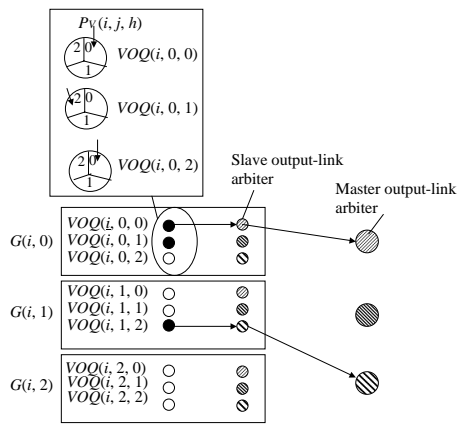 PV(i, j, h)
2 0
1
VOQ(i, 0, 0)
2 0
1
VOQ(i, 0, 1)
2 0
1
VOQ(i, 0, 2)
Slave output-link
arbiter
Master output-link
arbiter
G(i, 0)
VOQ(i, 0, 0)
VOQ(i, 0, 1)
VOQ(i, 0, 2)
G(i, 1)
VOQ(i, 1, 0)
VOQ(i, 1, 1)
VOQ(i, 1, 2)
G(i, 2)
VOQ(i, 2, 0)
VOQ(i, 2, 1)
VOQ(i, 2, 2)